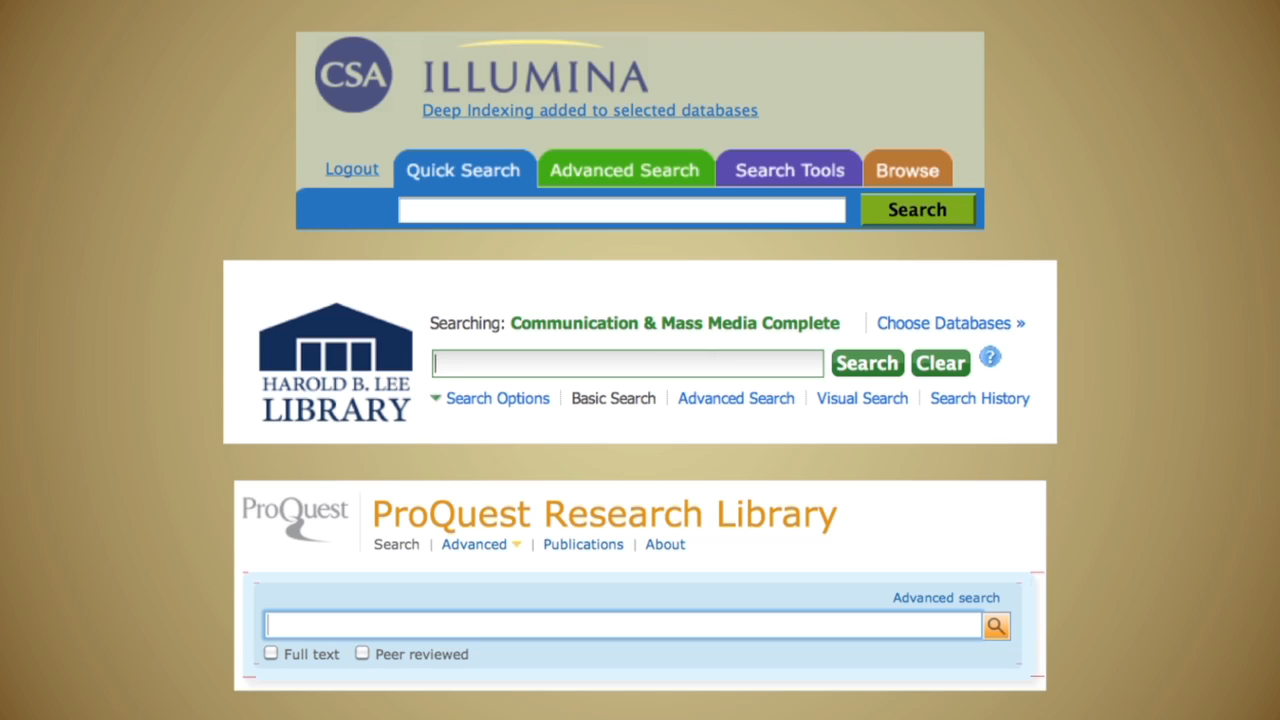 CSA
ILLUMINA
Deep Indexing added to selected databases
Logout Quick Search Advanced Search Search Tools Browse
Search
Searching: Communication & Mass Media Complete Choose Databases »
Search Clear ?
HAROLD B. LEE
LIBRARY
Search Options Basic Search Advanced Search Visual Search Search History
ProQuest
ProQuest Research Library
Search | Advanced | Publications | About
Advanced search
Full text Peer reviewed